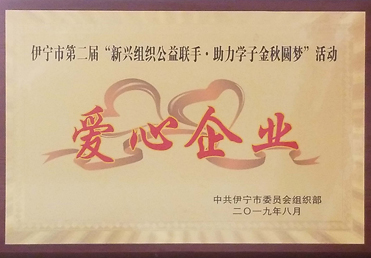 伊宁市第二届“新兴组织公益联手·助力学子金秋圆梦”活动
爱心企业
中共伊宁市委员会组织部
二〇一九年八月